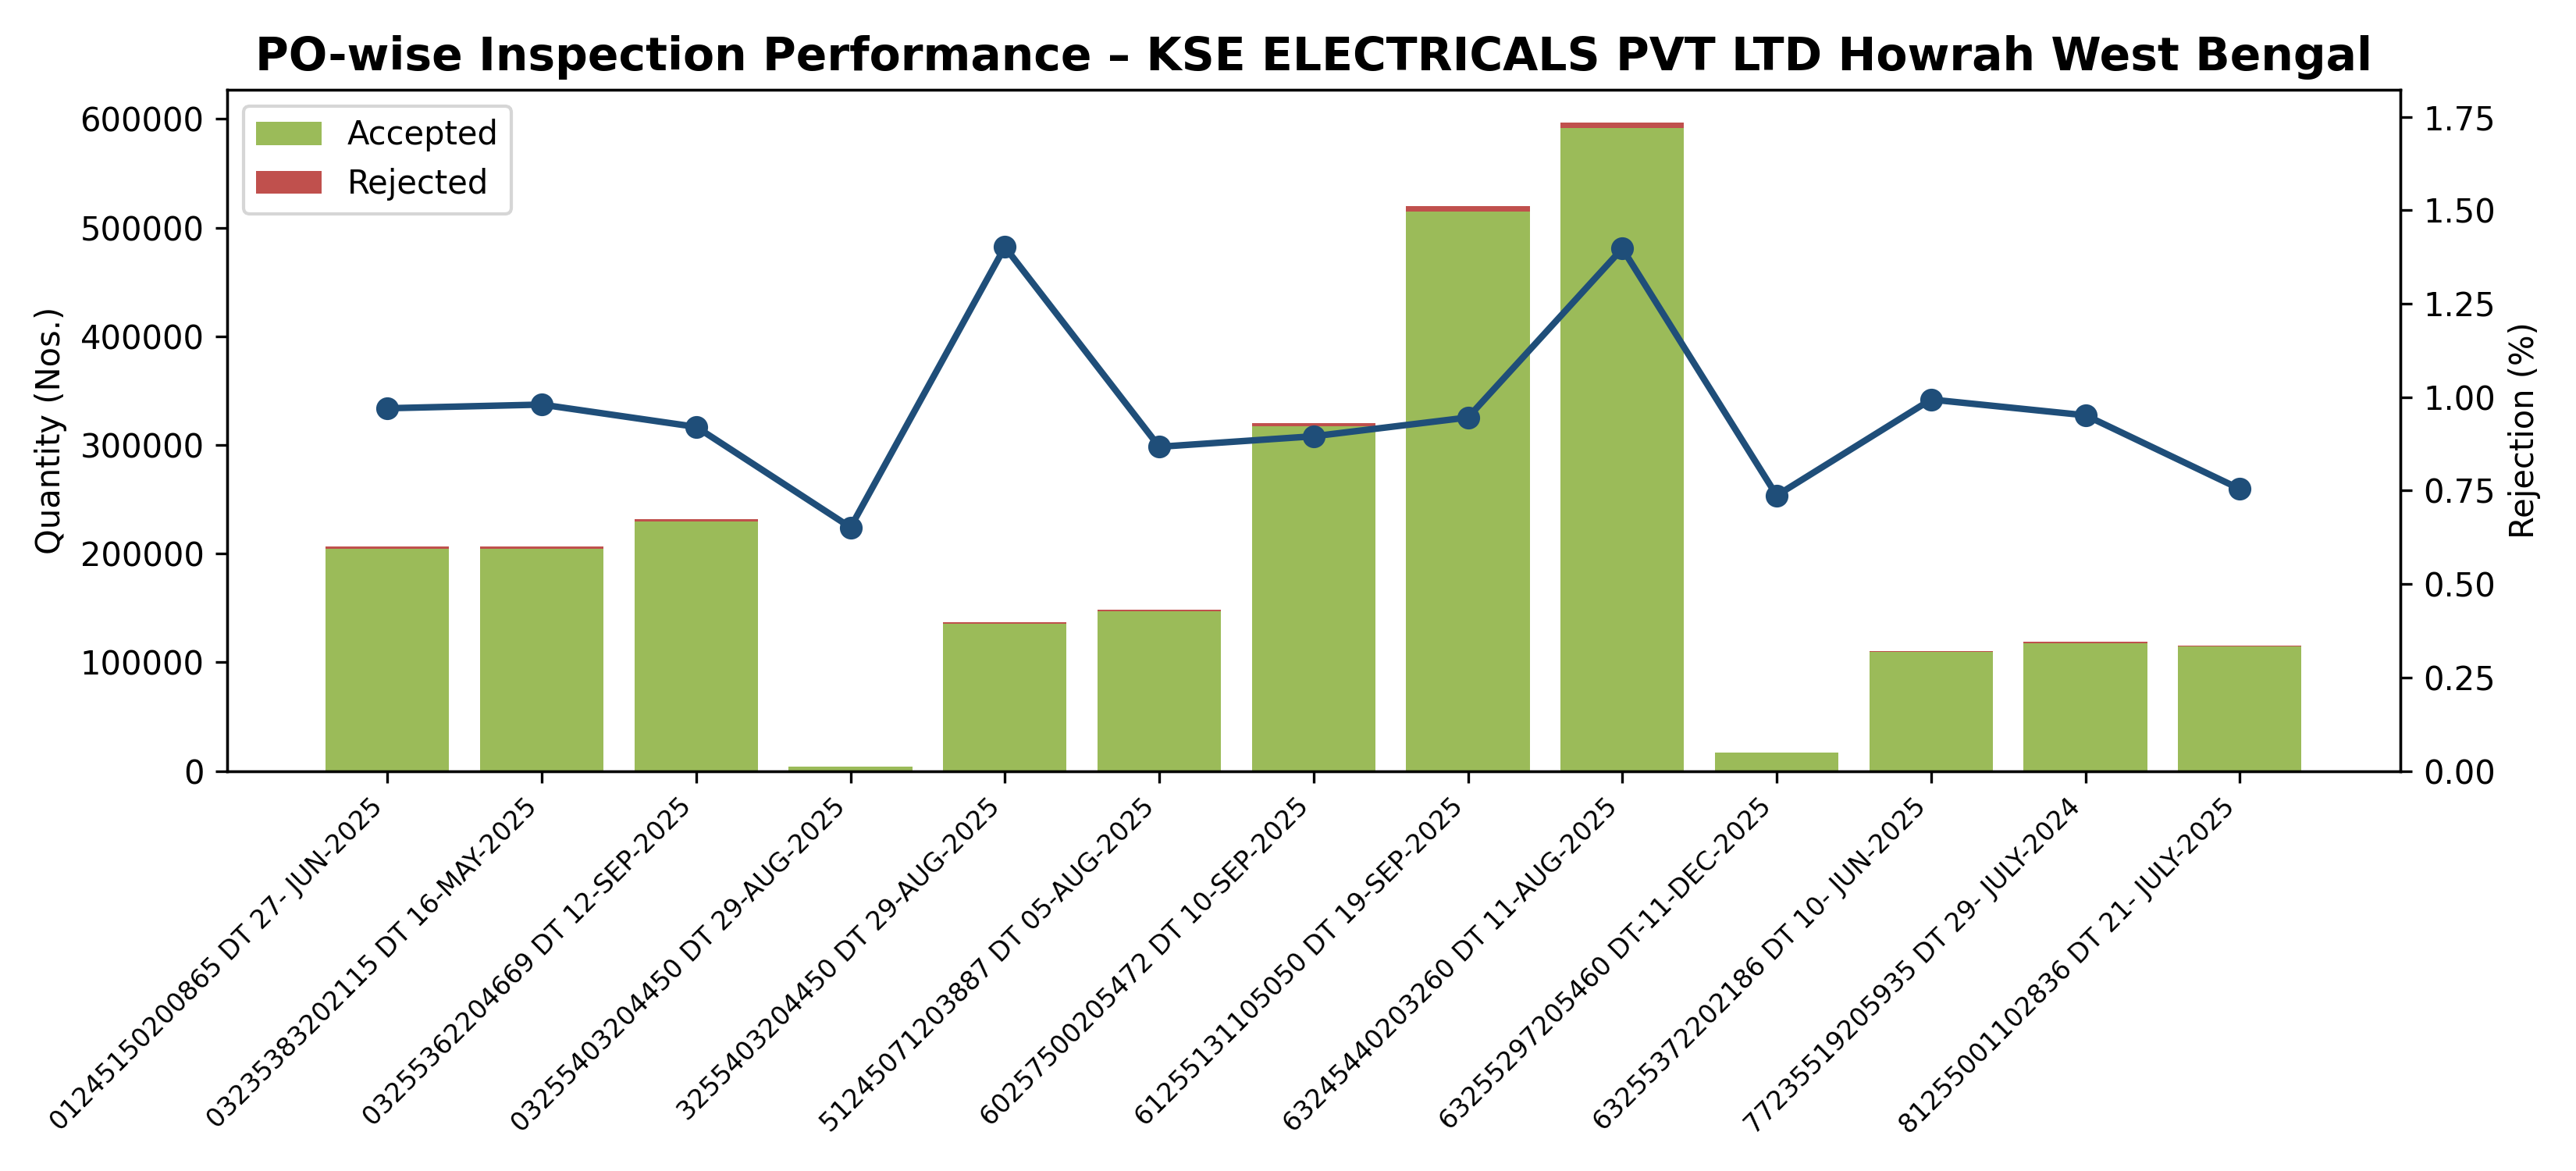 PO-wise Inspection Performance – KSE ELECTRICALS PVT LTD Howrah West Bengal
Accepted
Rejected
Quantity (Nos.)
600000
500000
400000
300000
200000
100000
0
Rejection (%)
1.75
1.50
1.25
1.00
0.75
0.50
0.25
0.00
01245150200865 DT 27- JUN-2025
03235383202115 DT 16-MAY-2025
03255362204669 DT 12-SEP-2025
03255403204450 DT 29-AUG-2025
3255403204450 DT 29-AUG-2025
51245071203887 DT 05-AUG-2025
60257500205472 DT 10-SEP-2025
61255131105050 DT 19-SEP-2025
63245440203260 DT 11-AUG-2025
63255297205460 DT-11-DEC-2025
63255372202186 DT 10- JUN-2025
77235519205935 DT 29- JULY-2024
81255001102836 DT 21- JULY-2025